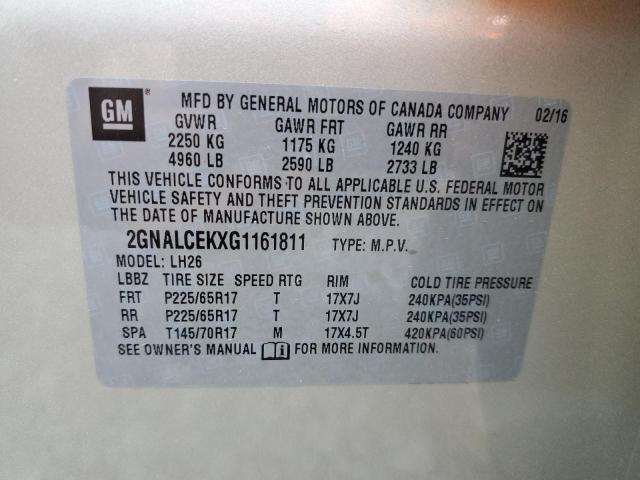 GM MFD BY GENERAL MOTORS OF CANADA COMPANY 02/16
GVWR GAWR FRT GAWR RR
2250 KG 1175 KG 1240 KG
4960 LB 2590 LB 2733 LB
THIS VEHICLE CONFORMS TO ALL APPLICABLE U.S. FEDERAL MOTOR
VEHICLE SAFETY AND THEFT PREVENTION STANDARDS IN EFFECT ON
THE DATE OF MANUFACTURE SHOWN ABOVE.
2GNALCEKXG1161811 TYPE: M.P.V.
MODEL: LH26
LBBZ TIRE SIZE SPEED RTG RIM COLD TIRE PRESSURE
FRT P225/65R17 T 17X7J 240KPA(35PSI)
RR P225/65R17 T 17X7J 240KPA(35PSI)
SPA T145/70R17 M 17X4.5T 420KPA(60PSI)
SEE OWNER'S MANUAL i FOR MORE INFORMATION.